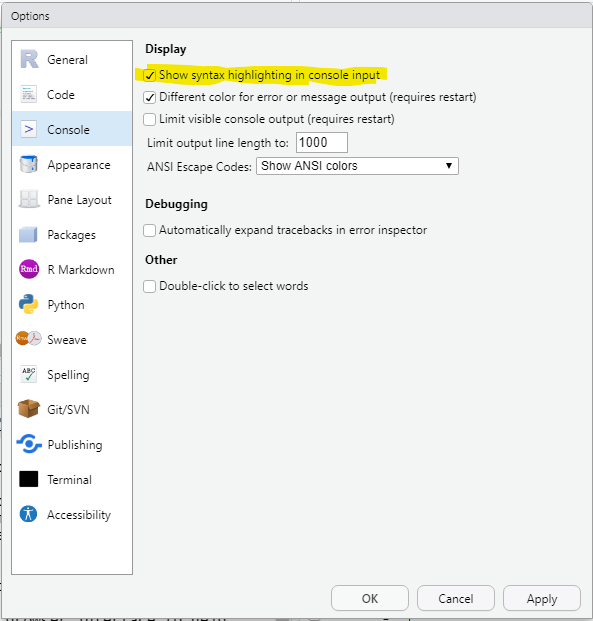 Options
R
General
Code
Console
Appearance
Pane Layout
Packages
Rmd
R Markdown
Python
Sweave
ABC
Spelling
Git/SVN
Publishing
Terminal
Accessibility
Display
Show syntax highlighting in console input
Different color for error or message output (requires restart)
Limit visible console output (requires restart)
Limit output line length to: 1000
ANSI Escape Codes: Show ANSI colors
Debugging
Automatically expand tracebacks in error inspector
Other
Double-click to select words
OK
Cancel
Apply